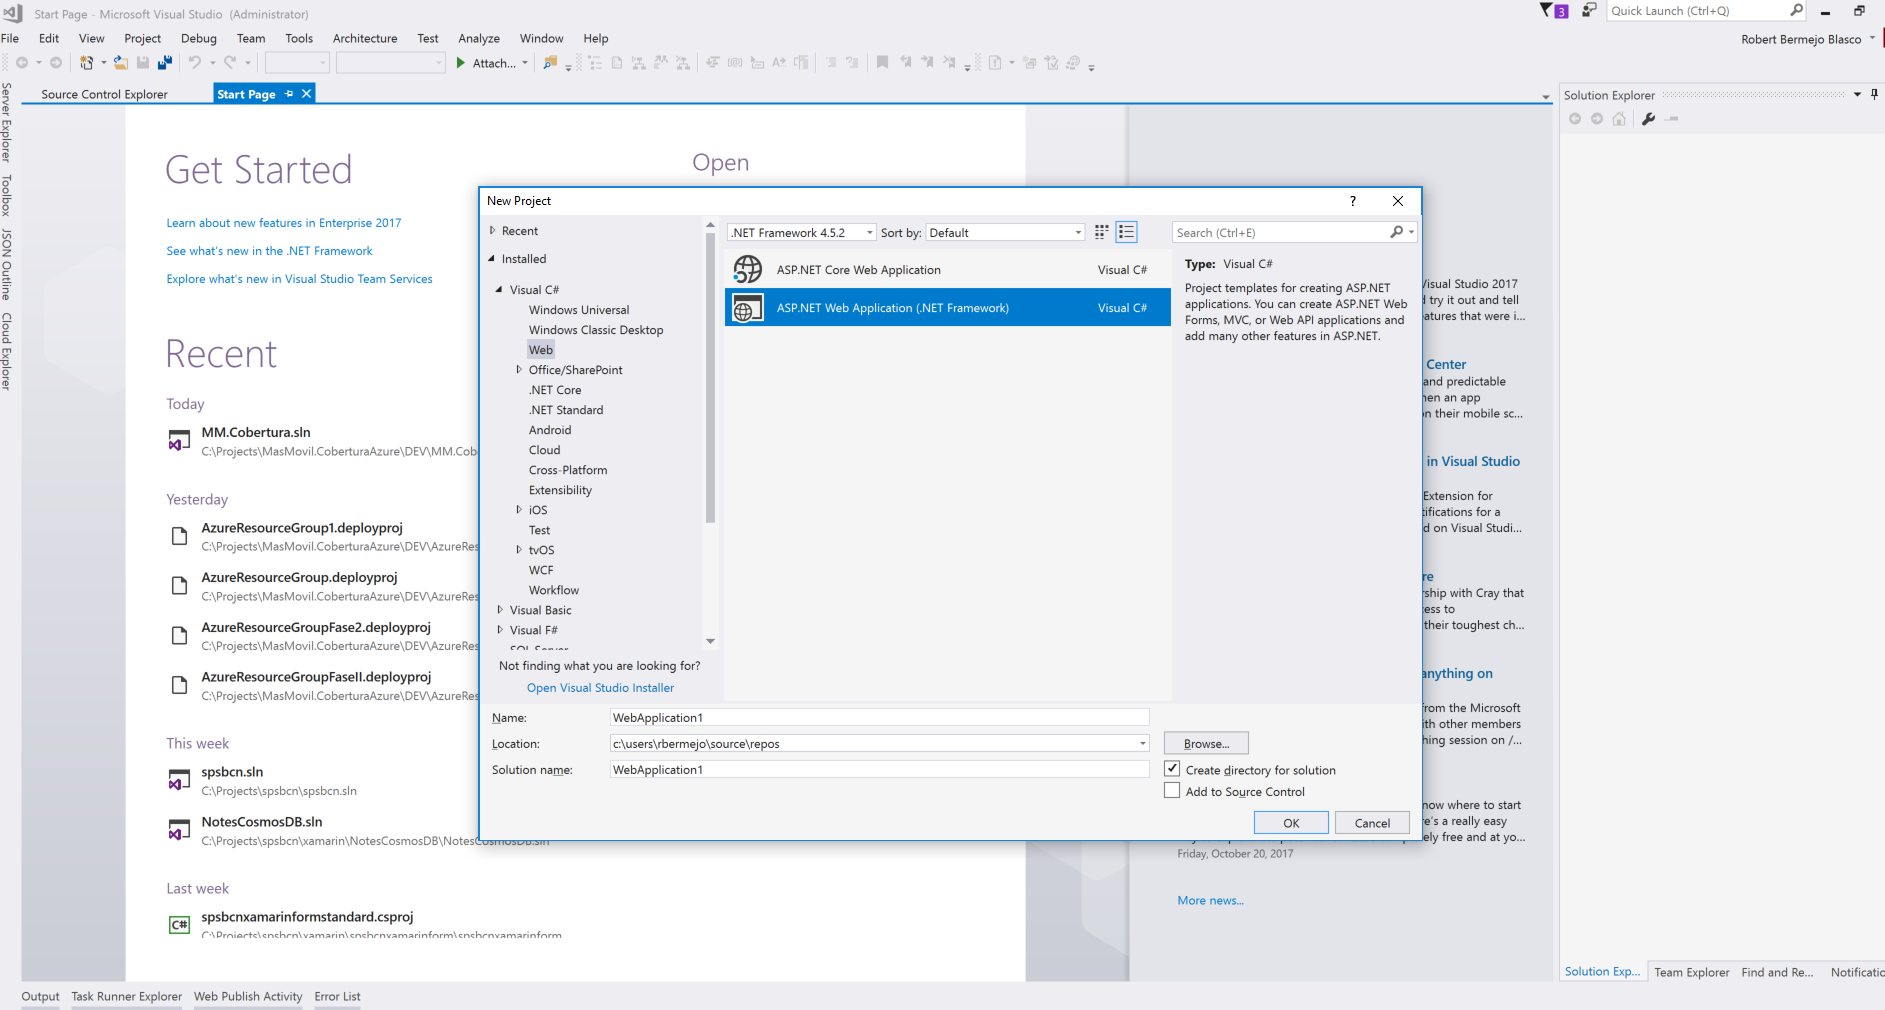 Start Page - Microsoft Visual Studio (Administrator)
3
Quick Launch (Ctrl+Q)
File Edit View Project Debug Team Tools Architecture Test Analyze Window Help
Robert Bermejo Blasco
Attach...
Server Explorer
Toolbox
JSON Outline
Cloud Explorer
Source Control Explorer
Start Page
Solution Explorer
Get Started
Learn about new features in Enterprise 2017
See what's new in the .NET Framework
Explore what's new in Visual Studio Team Services
Recent
Today
MM.Cobertura.sln
C:\Projects\MasMovil.CoberturaAzure\DEV\MM.Cob
Yesterday
AzureResourceGroup1.deployproj
C:\Projects\MasMovil.CoberturaAzure\DEV\AzureRes
AzureResourceGroup.deployproj
C:\Projects\MasMovil.CoberturaAzure\DEV\AzureRes
AzureResourceGroupFase2.deployproj
C:\Projects\MasMovil.CoberturaAzure\DEV\AzureRes
AzureResourceGroupFaseII.deployproj
C:\Projects\MasMovil.CoberturaAzure\DEV\AzureRes
This week
spsbcn.sln
C:\Projects\spsbcn\spsbcn.sln
NotesCosmosDB.sln
C:\Projects\spsbcn\xamarin\NotesCosmosDB\NotesCosmosDB.sln
Last week
C#
spsbcnxamarinformstandard.csproj
C:\Projects\spsbcn\xamarin\spsbcnxamarinform\spsbcnxamarinform
Open
New Project
?
Recent
Installed
Visual C#
Windows Universal
Windows Classic Desktop
Web
Office/SharePoint
.NET Core
.NET Standard
Android
Cloud
Cross-Platform
Extensibility
iOS
Test
tvOS
WCF
Workflow
Visual Basic
Visual F#
SQL Server
Not finding what you are looking for?
Open Visual Studio Installer
.NET Framework 4.5.2
Sort by:
Default
ASP.NET Core Web Application
Visual C#
ASP.NET Web Application (.NET Framework)
Visual C#
Search (Ctrl+E)
Type: Visual C#
Project templates for creating ASP.NET
applications. You can create ASP.NET Web
Forms, MVC, or Web API applications and
add many other features in ASP.NET.
Name:
WebApplication1
Location:
c:\users\rbermejo\source\repos
Browse...
Solution name:
WebApplication1
Create directory for solution
Add to Source Control
OK
Cancel
Visual Studio 2017
try it out and tell
atures that were i...
Center
and predictable
en an app
n their mobile sc...
in Visual Studio
Extension for
tifications for a
d on Visual Studi...
re
rship with Cray that
ess to
their toughest ch...
nything on
rom the Microsoft
th other members
hing session on /...
now where to start
e's a really easy
ely free and at yo...
Friday, October 20, 2017
More news...
Solution Exp...
Team Explorer
Find and Re...
Notificatio
Output
Task Runner Explorer
Web Publish Activity
Error List